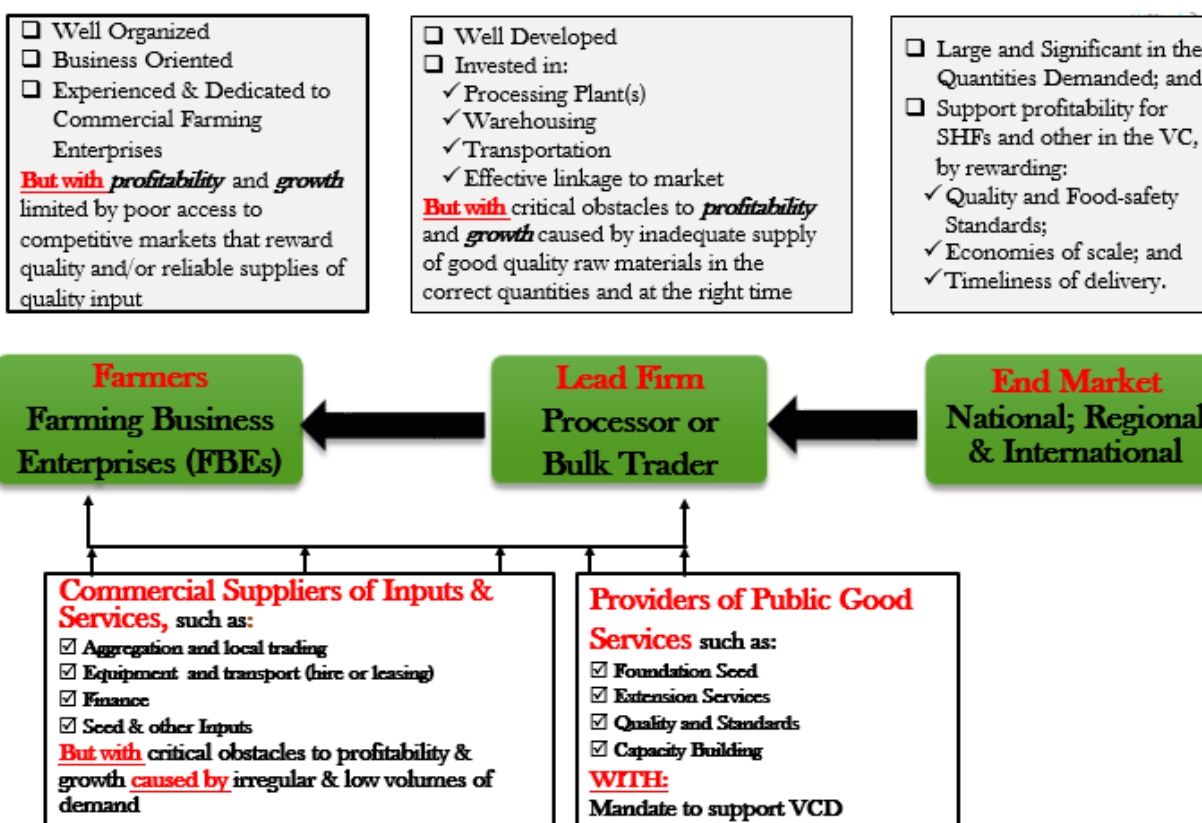 Well Organized
Business Oriented
Experienced & Dedicated to
Commercial Farming
Enterprises
But with profitability and growth
limited by poor access to
competitive markets that reward
quality and/or reliable supplies of
quality input
Well Developed
Invested in:
Processing Plant(s)
Warehousing
Transportation
Effective linkage to market
But with critical obstacles to profitability
and growth caused by inadequate supply
of good quality raw materials in the
correct quantities and at the right time
Large and Significant in the
Quantities Demanded; and
Support profitability for
SHFs and other in the VC,
by rewarding:
Quality and Food-safety
Standards;
Economies of scale; and
Timeliness of delivery.
Farmers
Farming Business
Enterprises (FBEs)
Lead Firm
Processor or
Bulk Trader
End Market
National; Regional
& International
Commercial Suppliers of Inputs &
Services, such as:
Aggregation and local trading
Equipment and transport (hire or leasing)
Finance
Seed & other Inputs
But with critical obstacles to profitability &
growth caused by irregular & low volumes of
demand
Providers of Public Good
Services such as:
Foundation Seed
Extension Services
Quality and Standards
Capacity Building
WITH:
Mandate to support VCD